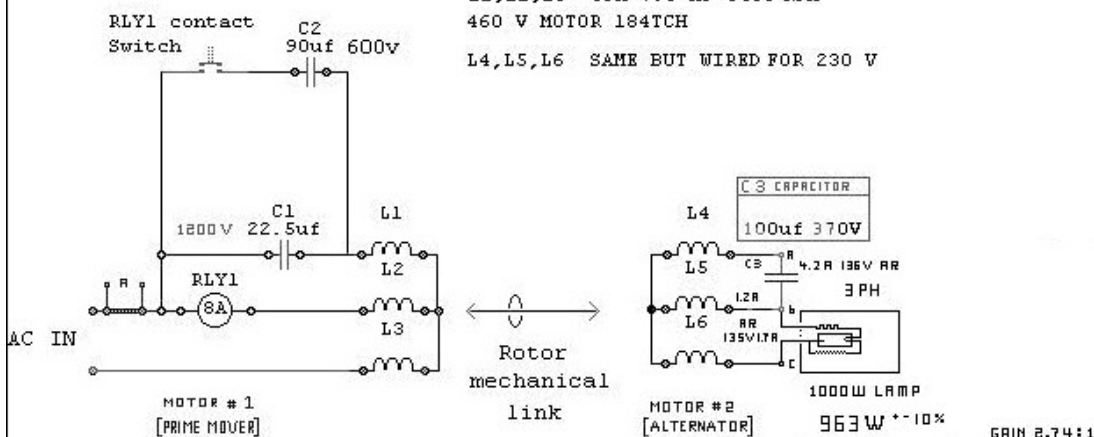 RLY1 contact
Switch
C2
90uf 600v
460 V MOTOR 184TCH
L4,L5,L6 SAME BUT WIRED FOR 230 V
C1
1200V 22.5uf
L1
L2
L3
A
RLY1
8A
AC IN
Rotor
mechanical
link
MOTOR # 1
[PRIME MOVER]
L4
L5
L6
C3 CAPACITOR
100uf 370V
C3
A
4.2A 136V AR
3 PH
1.2A
b
AR
135V1.7A
C
1000W LAMP
MOTOR #2
[ALTERNATOR]
963W +-10%
GAIN 2.74:1